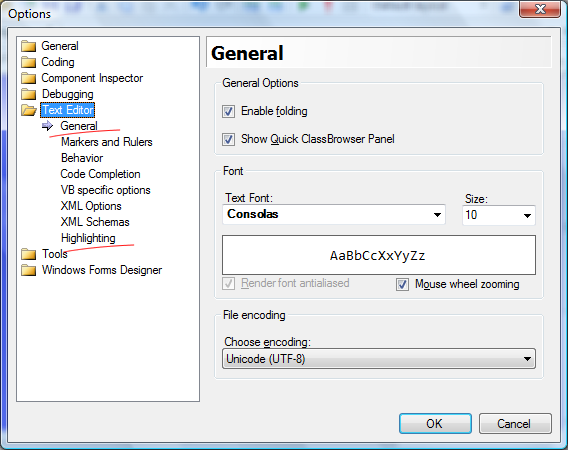 Options
General
Coding
Component Inspector
Debugging
Text Editor
General
Markers and Rulers
Behavior
Code Completion
VB specific options
XML Options
XML Schemas
Highlighting
Tools
Windows Forms Designer
General
General Options
Enable folding
Show Quick ClassBrowser Panel
Font
Text Font:
Size:
Consolas
10
AaBbCcXxYyZz
Render font antialiased
Mouse wheel zooming
File encoding
Choose encoding:
Unicode (UTF-8)
OK
Cancel